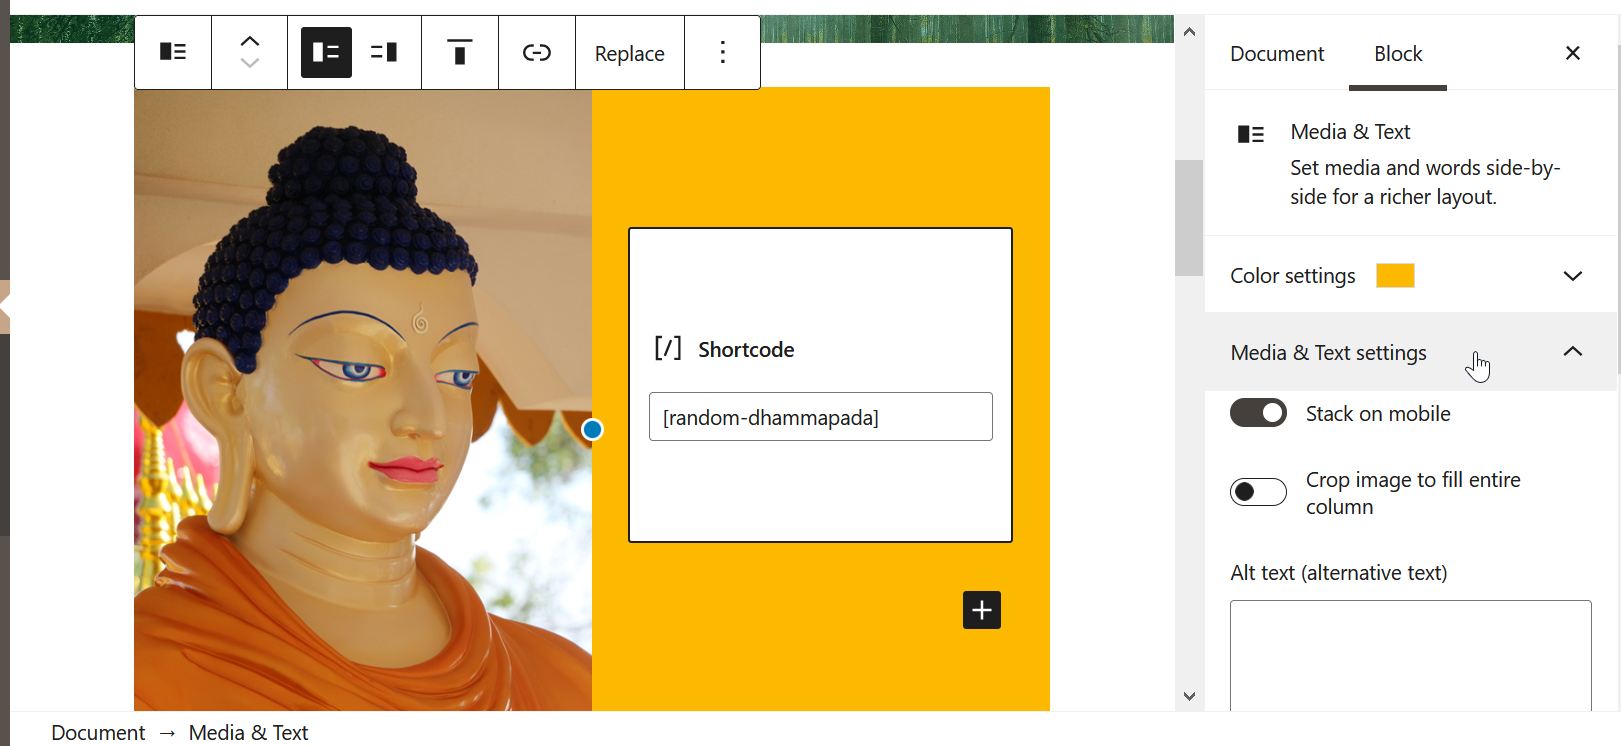 Replace
Document
Block
Media & Text
Set media and words side-by-
side for a richer layout.
Color settings
Media & Text settings
[/] Shortcode
[random-dhammapada]
Stack on mobile
Crop image to fill entire
column
Alt text (alternative text)
Document → Media & Text